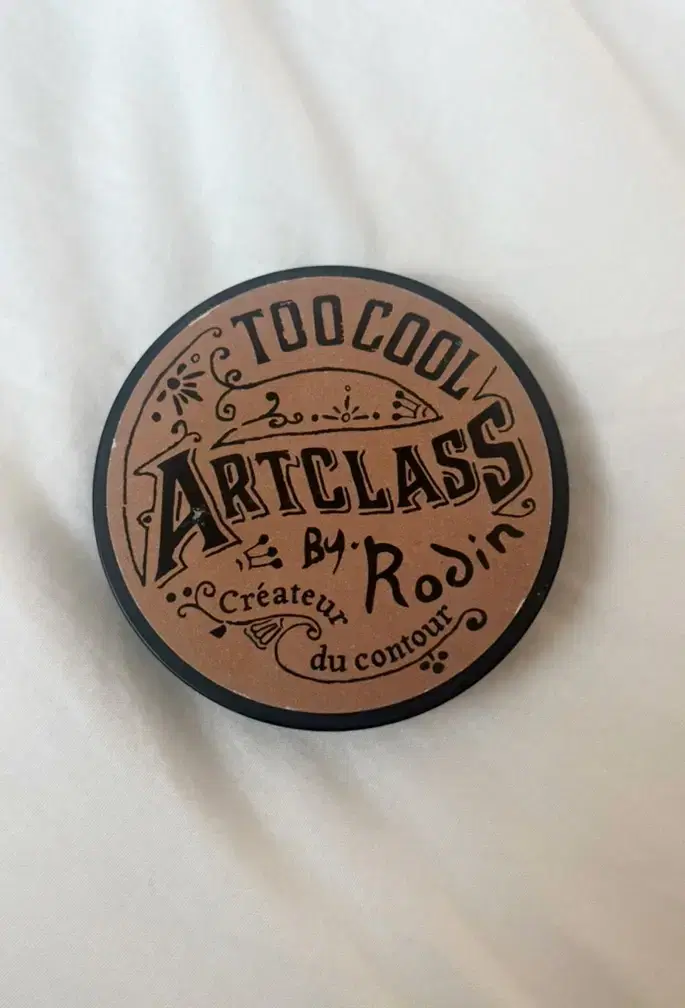 TOO COOL
ARTCLASS
By. Rodin
Créateur
du contour